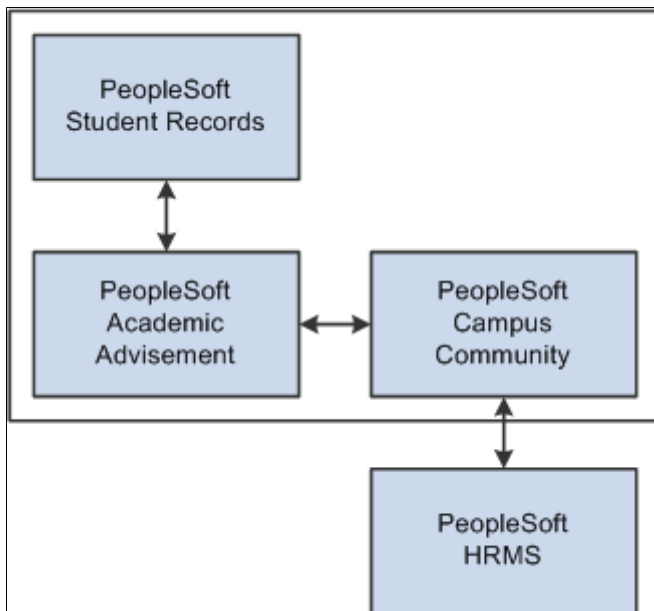 PeopleSoft
Student Records
PeopleSoft
Academic
Advisement
PeopleSoft
Campus
Community
PeopleSoft
HRMS